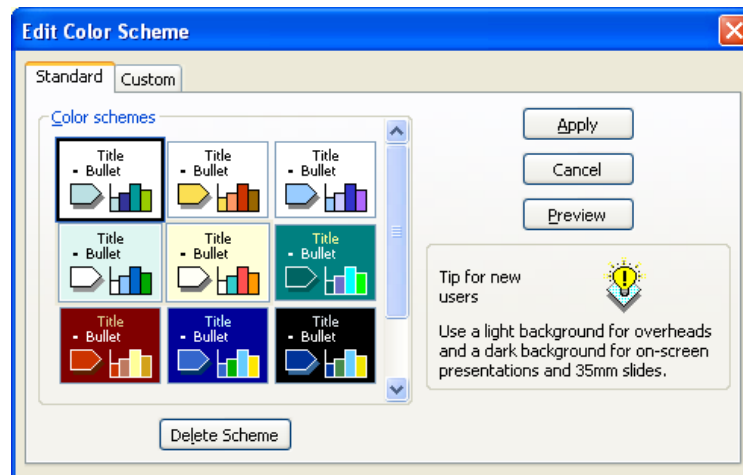 Edit Color Scheme
Standard Custom
Color schemes
Title
- Bullet
Title
- Bullet
Title
- Bullet
Title
- Bullet
Title
- Bullet
Title
- Bullet
Title
- Bullet
Title
- Bullet
Title
- Bullet
Delete Scheme
Apply
Cancel
Preview
Tip for new
users
Use a light background for overheads
and a dark background for on-screen
presentations and 35mm slides.